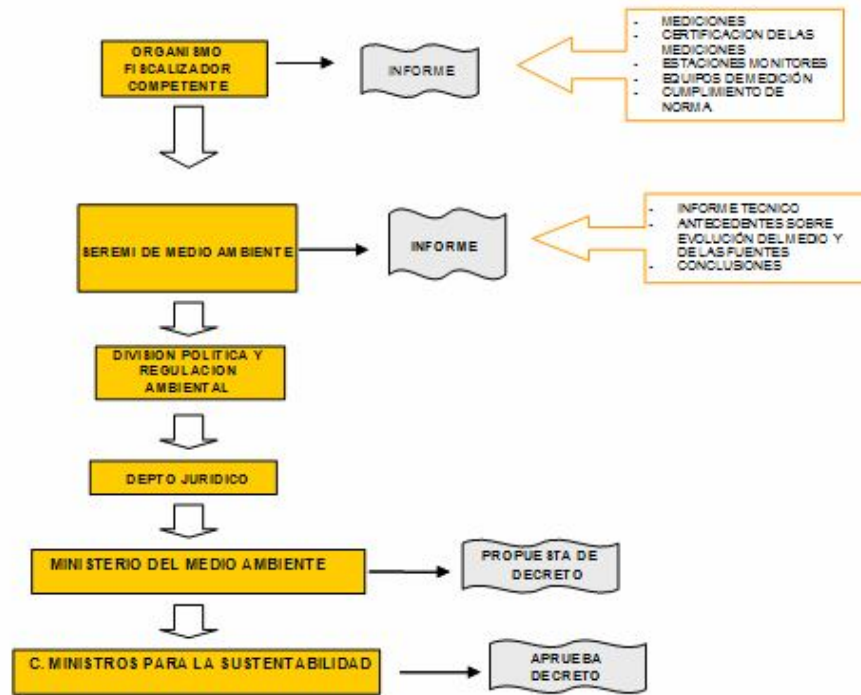 ORGANISMO
FISCALIZADOR
COMPETENTE
INFORME
- MEDICIONES
- CERTIFICACION DE LAS
MEDICIONES
- ESTACIONES MONITORES
- EQUIPOS DE MEDICIÓN
- CUMPLIMIENTO DE
NORMA
SEREMI DE MEDIO AMBIENTE
INFORME
- INFORME TECNICO
- ANTECEDENTES SOBRE
EVOLUCIÓN DEL MEDIO Y
DE LAS FUENTES
- CONCLUSIONES
DIVISION POLITICA Y
REGULACION
AMBIENTAL
DEPTO JURIDICO
MINISTERIO DEL MEDIO AMBIENTE
PROPUESTA DE
DECRETO
C. MINISTROS PARA LA SUSTENTABILIDAD
APRUEBA
DECRETO